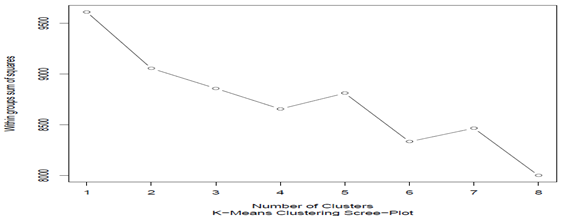 Within groups sum of squares
9500
9000
8500
8000
1 2 3 4 5 6 7 8
Number of Clusters
K-Means Clustering Scree-Plot